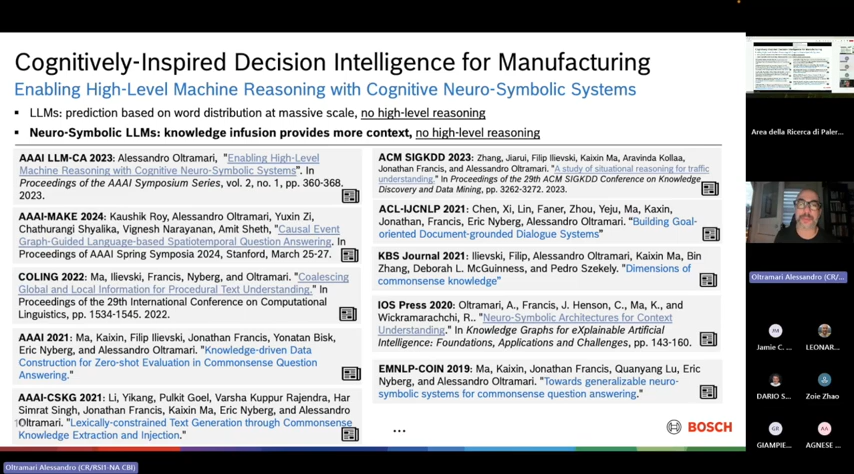 Cognitively-Inspired Decision Intelligence for Manufacturing
Enabling High-Level Machine Reasoning with Cognitive Neuro-Symbolic Systems
• LLMs: prediction based on word distribution at massive scale, no high-level reasoning
• Neuro-Symbolic LLMs: knowledge infusion provides more context, no high-level reasoning
AAAI LLM-CA 2023: Alessandro Oltramari, "Enabling High-Level
Machine Reasoning with Cognitive Neuro-Symbolic Systems". In
Proceedings of the AAAI Symposium Series, vol. 2, no. 1, pp. 360-368.
2023.
AAAI-MAKE 2024: Kaushik Roy, Alessandro Oltramari, Yuxin Zi,
Chathurangi Shyalika, Vignesh Narayanan, Amit Sheth, "Causal Event
Graph-Guided Language-based Spatiotemporal Question Answering. In
Proceedings of AAAI Spring Symposia 2024, Stanford, March 25-27.
COLING 2022: Ma, Ilievski, Francis, Nyberg, and Oltramari. "Coalescing
Global and Local Information for Procedural Text Understanding." In
Proceedings of the 29th International Conference on Computational
Linguistics, pp. 1534-1545. 2022.
AAAI 2021: Ma, Kaixin, Filip Ilievski, Jonathan Francis, Yonatan Bisk,
Eric Nyberg, and Alessandro Oltramari. "Knowledge-driven Data
Construction for Zero-shot Evaluation in Commonsense Question
Answering."
AAAI-CSKG 2021: Li, Yikang, Pulkit Goel, Varsha Kuppur Rajendra, Har
Simrat Singh, Jonathan Francis, Kaixin Ma, Eric Nyberg, and Alessandro
Oltramari. "Lexically-constrained Text Generation through Commonsense
Knowledge Extraction and Injection."
ACM SIGKDD 2023: Zhang, Jiarui, Filip Ilievski, Kaixin Ma, Aravinda Kollaa,
Jonathan Francis, and Alessandro Oltramari. "A study of situational reasoning for traffic
understanding." In Proceedings of the 29th ACM SIGKDD Conference on Knowledge
Discovery and Data Mining, pp. 3262-3272. 2023.
ACL-IJCNLP 2021: Chen, Xi, Lin, Faner, Zhou, Yeju, Ma, Kaxin,
Jonathan, Francis, Eric Nyberg, and Alessandro Oltramari. "Building Goal-
oriented Document-grounded Dialogue Systems"
KBS Journal 2021: Ilievski, Filip, Alessandro Oltramari, Kaixin Ma, Bin
Zhang, Deborah L. McGuinness, and Pedro Szekely. "Dimensions of
commonsense knowledge"
IOS Press 2020: Oltramari, A., Francis, J. Henson, C., Ma, K., and
Wickramarachchi, R.. "Neuro-Symbolic Architectures for Context
Understanding." In Knowledge Graphs for eXplainable Artificial
Intelligence: Foundations, Applications and Challenges, pp. 143-160.
EMNLP-COIN 2019: Ma, Kaixin, Jonathan Francis, Quanyang Lu, Eric
Nyberg, and Alessandro Oltramari. "Towards generalizable neuro-
symbolic systems for commonsense question answering."
...
BOSCH
Area della Ricerca di Paler...
Oltramari Alessandro (CR/...
JM
Jamie C. ...
LEONAR...
DARIO S...
ZZ
Zoie Zhao
GB
GIAMPIE...
AA
AGNESE ...
Oltramari Alessandro (CR/RSI1-NA CBI)